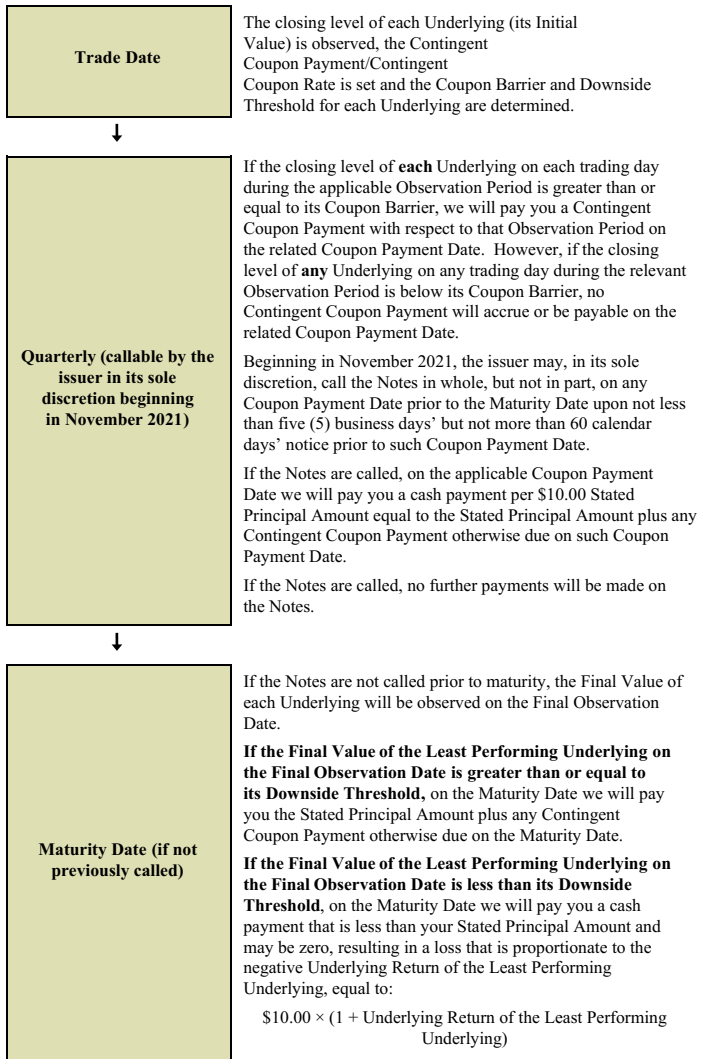 Trade Date
The closing level of each Underlying (its Initial
Value) is observed, the Contingent
Coupon Payment/Contingent
Coupon Rate is set and the Coupon Barrier and Downside
Threshold for each Underlying are determined.
↓
Quarterly (callable by the
issuer in its sole
discretion beginning
in November 2021)
If the closing level of each Underlying on each trading day
during the applicable Observation Period is greater than or
equal to its Coupon Barrier, we will pay you a Contingent
Coupon Payment with respect to that Observation Period on
the related Coupon Payment Date. However, if the closing
level of any Underlying on any trading day during the relevant
Observation Period is below its Coupon Barrier, no
Contingent Coupon Payment will accrue or be payable on the
related Coupon Payment Date.
Beginning in November 2021, the issuer may, in its sole
discretion, call the Notes in whole, but not in part, on any
Coupon Payment Date prior to the Maturity Date upon not less
than five (5) business days’ but not more than 60 calendar
days’ notice prior to such Coupon Payment Date.
If the Notes are called, on the applicable Coupon Payment
Date we will pay you a cash payment per $10.00 Stated
Principal Amount equal to the Stated Principal Amount plus any
Contingent Coupon Payment otherwise due on such Coupon
Payment Date.
If the Notes are called, no further payments will be made on
the Notes.
↓
Maturity Date (if not
previously called)
If the Notes are not called prior to maturity, the Final Value of
each Underlying will be observed on the Final Observation
Date.
If the Final Value of the Least Performing Underlying on
the Final Observation Date is greater than or equal to
its Downside Threshold, on the Maturity Date we will pay
you the Stated Principal Amount plus any Contingent
Coupon Payment otherwise due on the Maturity Date.
If the Final Value of the Least Performing Underlying on
the Final Observation Date is less than its Downside
Threshold, on the Maturity Date we will pay you a cash
payment that is less than your Stated Principal Amount and
may be zero, resulting in a loss that is proportionate to the
negative Underlying Return of the Least Performing
Underlying, equal to:
$10.00 × (1 + Underlying Return of the Least Performing
Underlying)